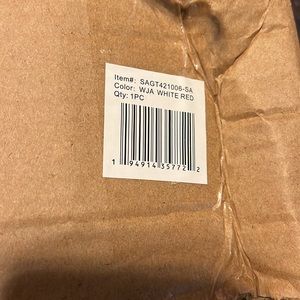 Item#: SAGT421006-SA
Color: WJA WHITE RED
Qty: 1PC
1 94914 35772 2